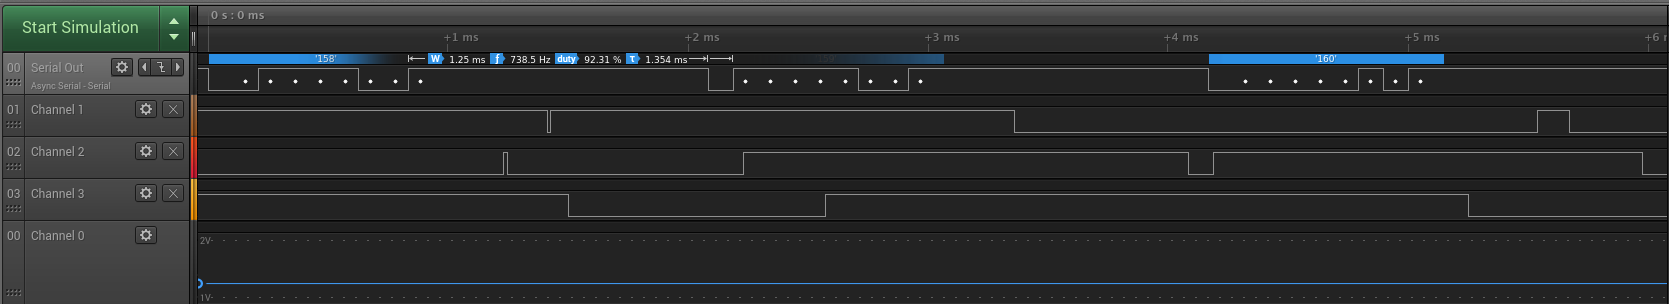 Start Simulation
0 s : 0 ms
+1 ms
+2 ms
+3 ms
+4 ms
+5 ms
+6 m
00
Serial Out
Async Serial - Serial
'158'
W 1.25 ms f 738.5 Hz duty 92.31 % T 1.354 ms
'160'
01
Channel 1
02
Channel 2
03
Channel 3
00
Channel 0
2V
1V